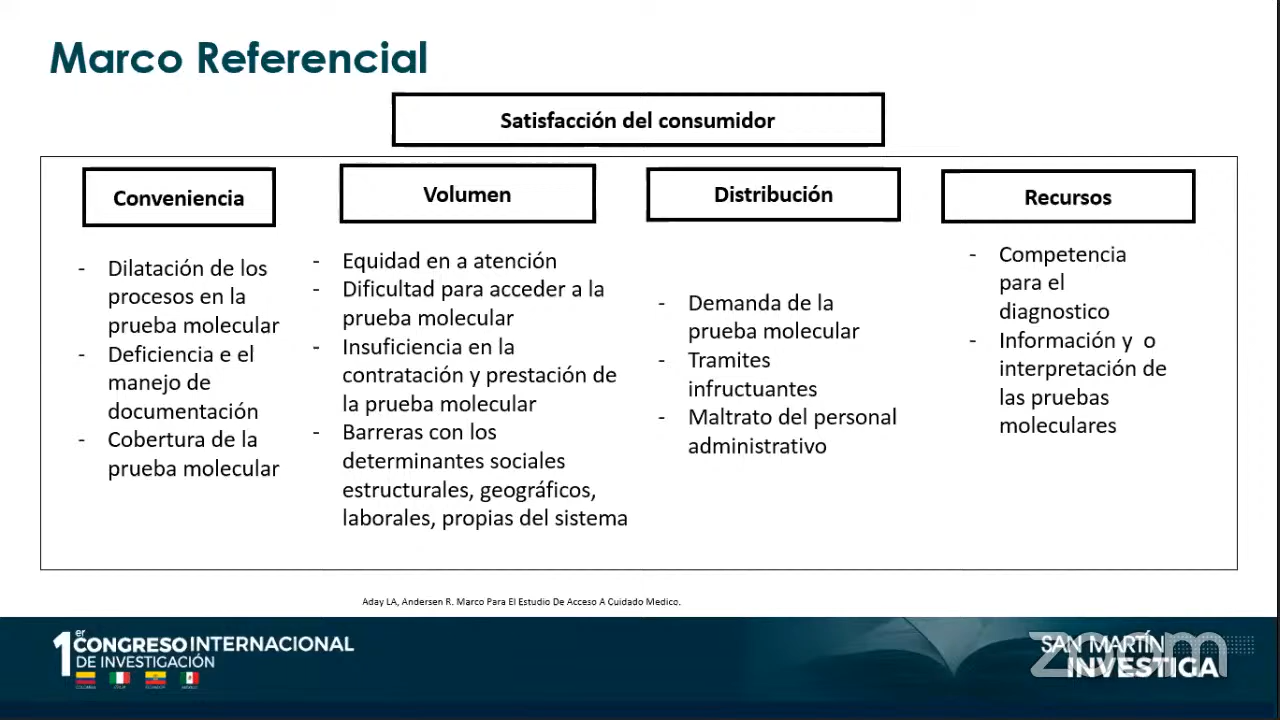 Marco Referencial
Satisfacción del consumidor
Conveniencia
- Dilatación de los
procesos en la
prueba molecular
- Deficiencia e el
manejo de
documentación
- Cobertura de la
prueba molecular
Volumen
- Equidad en a atención
- Dificultad para acceder a la
prueba molecular
- Insuficiencia en la
contratación y prestación de
la prueba molecular
- Barreras con los
determinantes sociales
estructurales, geográficos,
laborales, propias del sistema
Distribución
- Demanda de la
prueba molecular
- Tramites
infructuantes
- Maltrato del personal
administrativo
Recursos
- Competencia
para el
diagnostico
- Información y o
interpretación de
las pruebas
moleculares
Aday LA, Andersen R. Marco Para El Estudio De Acceso A Cuidado Medico.
1er CONGRESO INTERNACIONAL
DE INVESTIGACIÓN
COLOMBIA ITALIA ECUADOR MÉXICO
SAN MARTÍN
INVESTIGA
zoom